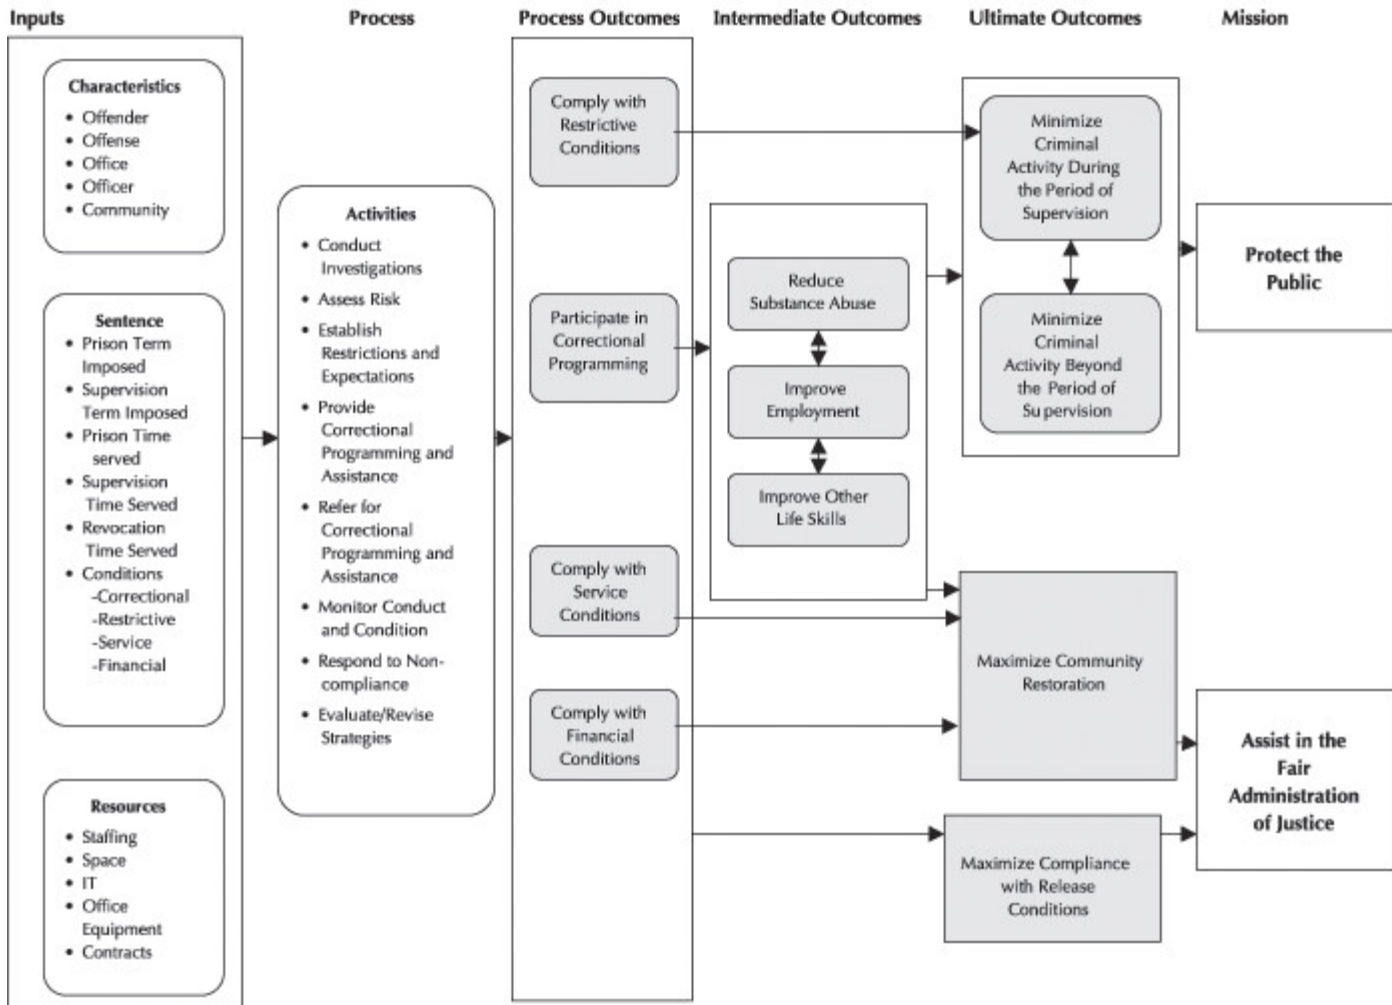 Inputs
Process
Process Outcomes
Intermediate Outcomes
Ultimate Outcomes
Mission
Characteristics
• Offender
• Offense
• Office
• Officer
• Community
Sentence
• Prison Term
Imposed
• Supervision
Term Imposed
• Prison Time
served
• Supervision
Time Served
• Revocation
Time Served
• Conditions
-Correctional
-Restrictive
-Service
-Financial
Resources
• Staffing
• Space
• IT
• Office
Equipment
• Contracts
Activities
• Conduct
Investigations
• Assess Risk
• Establish
Restrictions and
Expectations
• Provide
Correctional
Programming and
Assistance
• Refer for
Correctional
Programming and
Assistance
• Monitor Conduct
and Condition
• Respond to Non-
compliance
• Evaluate/Revise
Strategies
Comply with
Restrictive
Conditions
Participate in
Correctional
Programming
Comply with
Service
Conditions
Comply with
Financial
Conditions
Reduce
Substance Abuse
Improve
Employment
Improve Other
Life Skills
Minimize
Criminal
Activity During
the Period of
Supervision
Minimize
Criminal
Activity Beyond
the Period of
Supervision
Maximize Community
Restoration
Maximize Compliance
with Release
Conditions
Protect the
Public
Assist in the
Fair
Administration
of Justice